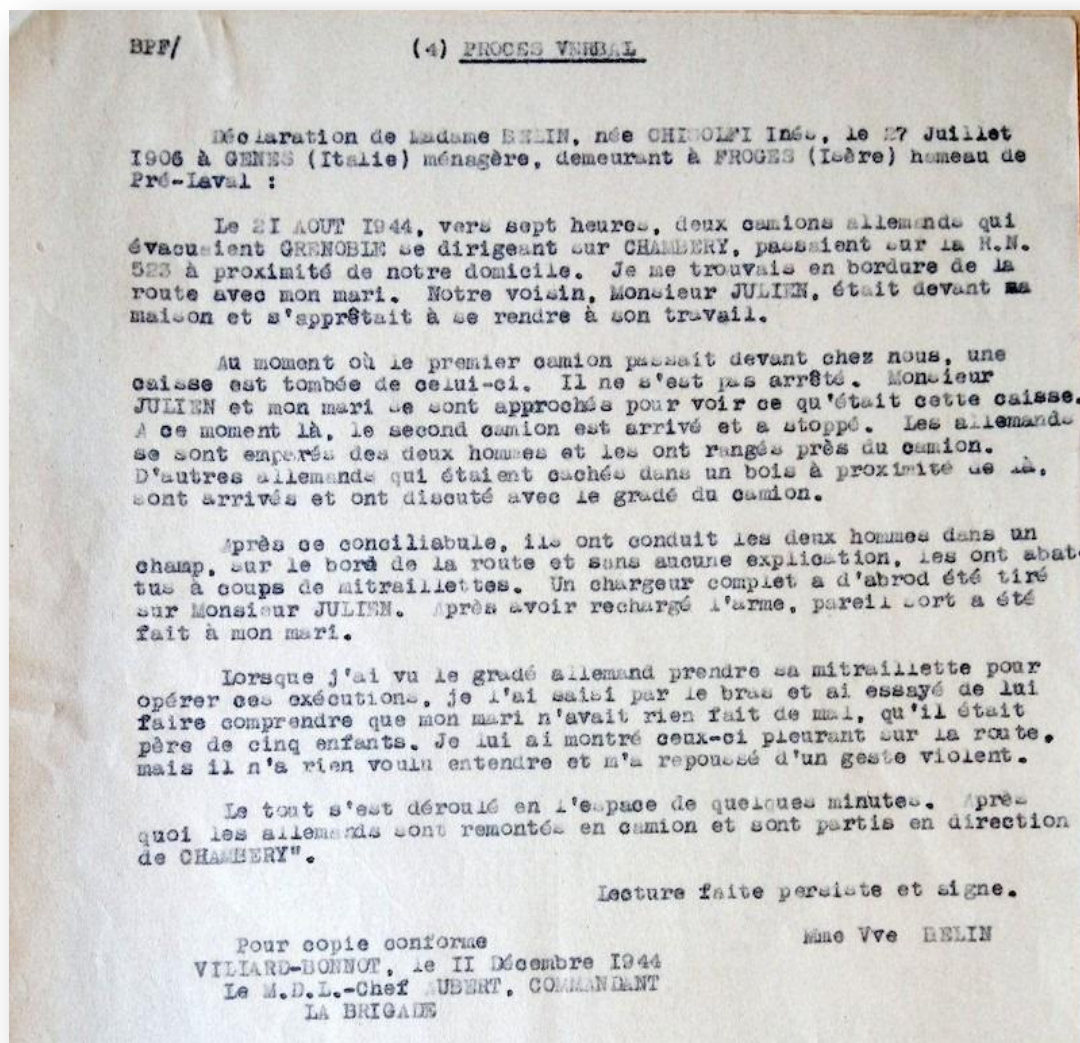 BPF/ (4) PROCES VERBAL
Déclaration de Madame BELIN, née CHIGOLFI Inés, le 27 Juillet
I906 à GENES (Italie) ménagère, demeurant à FROGES (Isère) hameau de
Pré-Laval :
Le 2I AOUT I944, vers sept heures, deux camions allemands qui
évacuaient GRENOBLE se dirigeant sur CHAMBERY, passaient sur la R.N.
523 à proximité de notre domicile. Je me trouvais en bordure de la
route avec mon mari. Notre voisin, Monsieur JULIEN, était devant sa
maison et s'apprêtait à se rendre à son travail.
Au moment où le premier camion passait devant chez nous, une
caisse est tombée de celui-ci. Il ne s'est pas arrêté. Monsieur
JULIEN et mon mari se sont approchés pour voir ce qu'était cette caisse.
A ce moment là, le second camion est arrivé et a stoppé. Les allemands
se sont emparés des deux hommes et les ont rangés près du camion.
D'autres allemands qui étaient cachés dans un bois à proximité de là,
sont arrivés et ont discuté avec le gradé du camion.
Après ce conciliabule, ils ont conduit les deux hommes dans un
champ, sur le bord de la route et sans aucune explication, les ont abat-
tus à coups de mitraillettes. Un chargeur complet a d'abrod été tiré
sur Monsieur JULIEN. Après avoir rechargé l'arme, pareil sort a été
fait à mon mari.
Lorsque j'ai vu le gradé allemand prendre sa mitraillette pour
opérer ces exécutions, je l'ai saisi par le bras et ai essayé de lui
faire comprendre que mon mari n'avait rien fait de mal, qu'il était
père de cinq enfants. Je lui ai montré ceux-ci pleurant sur la route,
mais il n'a rien voulu entendre et m'a repoussé d'un geste violent.
Le tout s'est déroulé en l'espace de quelques minutes. Après
quoi les allemands sont remontés en camion et sont partis en direction
de CHAMBERY".
Lecture faite persiste et signe.
Mme Vve BELIN
Pour copie conforme
VILLARD-BONNOT, le II Décembre I944
Le M.D.L.-Chef AUBERT, COMMANDANT
LA BRIGADE